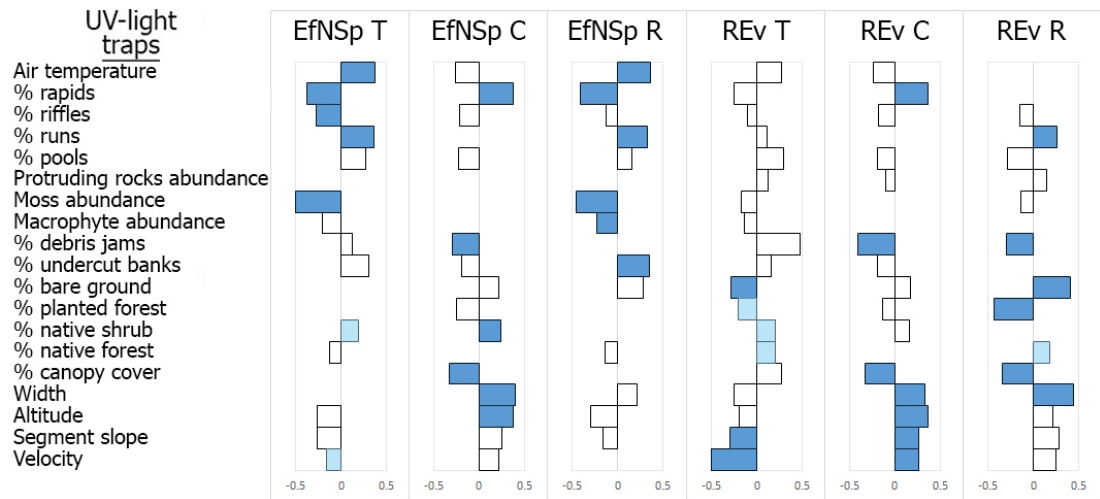 UV-light
traps
EfNSp T EfNSp C EfNSp R REv T REv C REv R
Air temperature
% rapids
% riffles
% runs
% pools
Protruding rocks abundance
Moss abundance
Macrophyte abundance
% debris jams
% undercut banks
% bare ground
% planted forest
% native shrub
% native forest
% canopy cover
Width
Altitude
Segment slope
Velocity
-0.5 0 0.5 -0.5 0 0.5 -0.5 0 0.5 -0.5 0 0.5 -0.5 0 0.5 -0.5 0 0.5